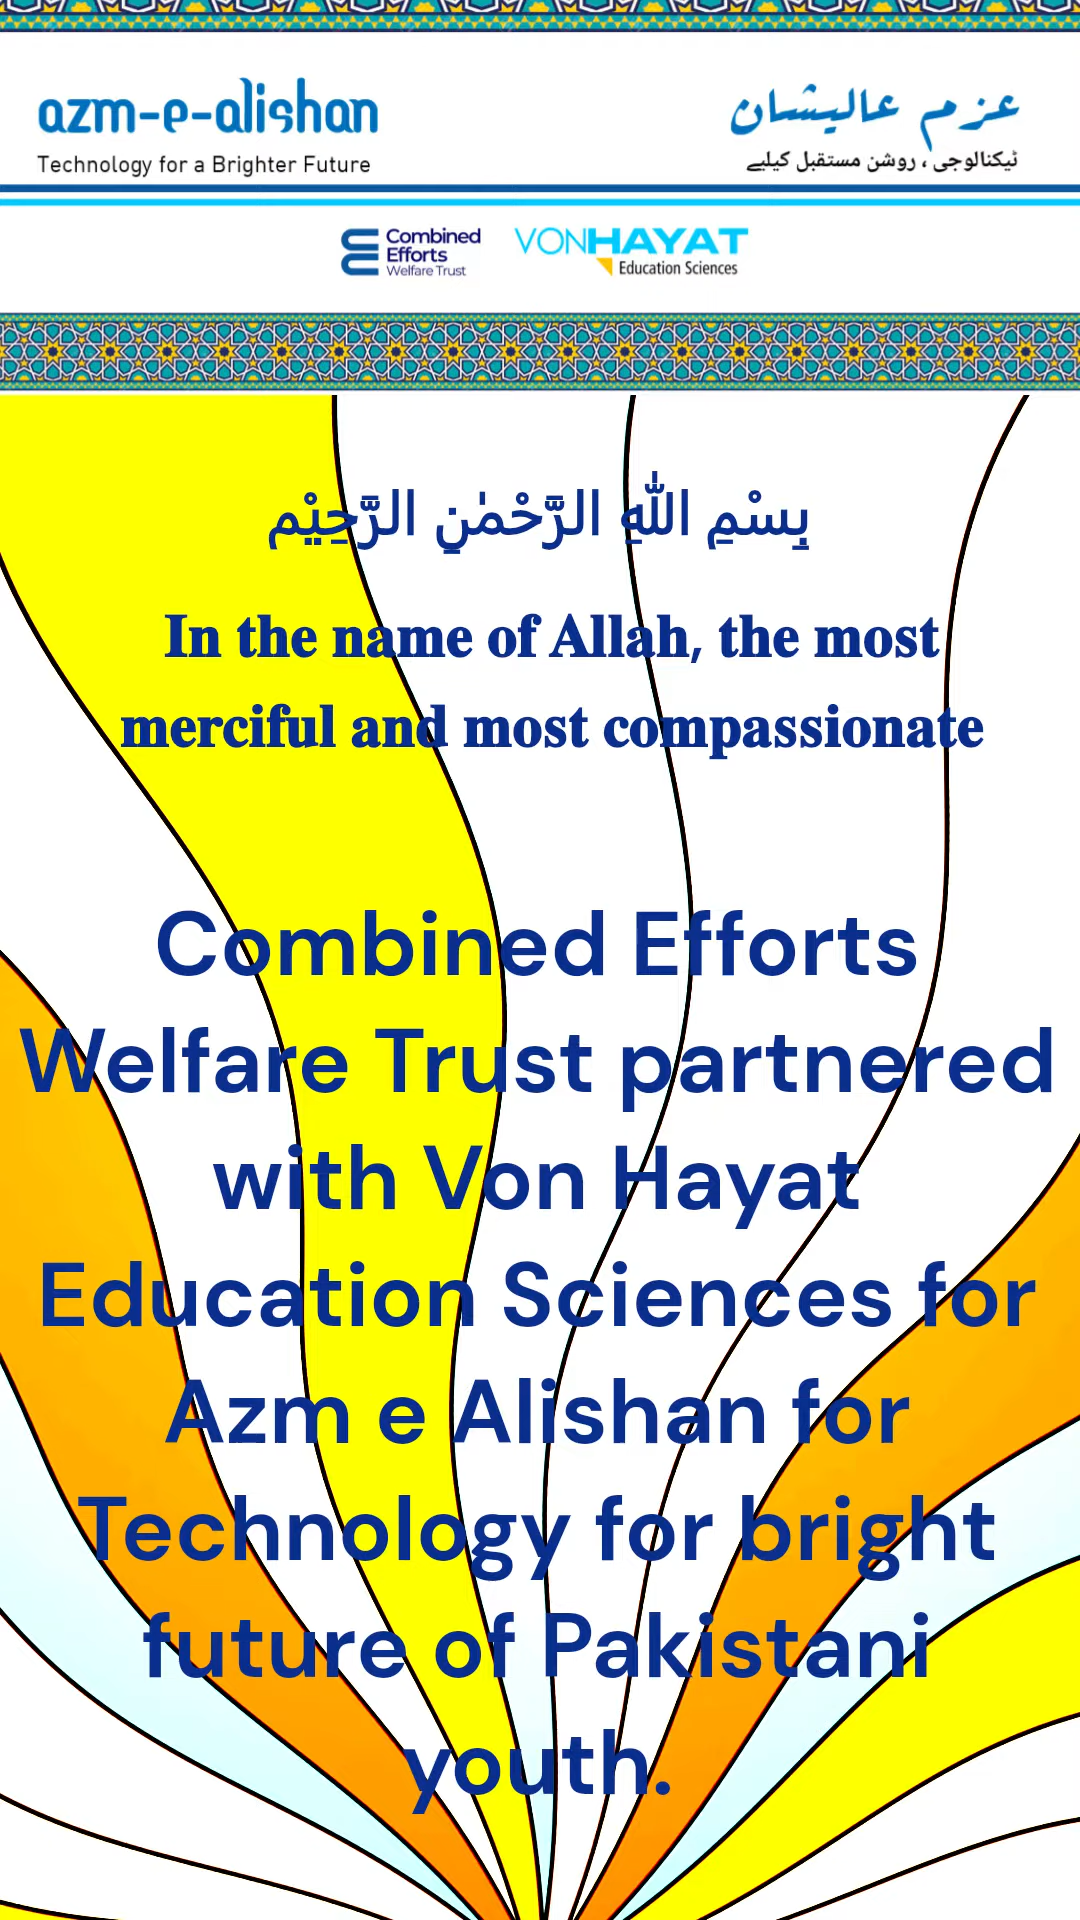 azm-e-alishan
عزم عالیشان
Technology for a Brighter Future
ٹیکنالوجی ، روشن مستقبل کیلیے
Combined
Efforts
Welfare Trust
VONHAYAT
Education Sciences
بِسْمِ اللّٰهِ الرَّحْمٰنِ الرَّحِيْم
In the name of Allah, the most
merciful and most compassionate
Combined Efforts
Welfare Trust partnered
with Von Hayat
Education Sciences for
Azm e Alishan for
Technology for bright
future of Pakistani
youth.